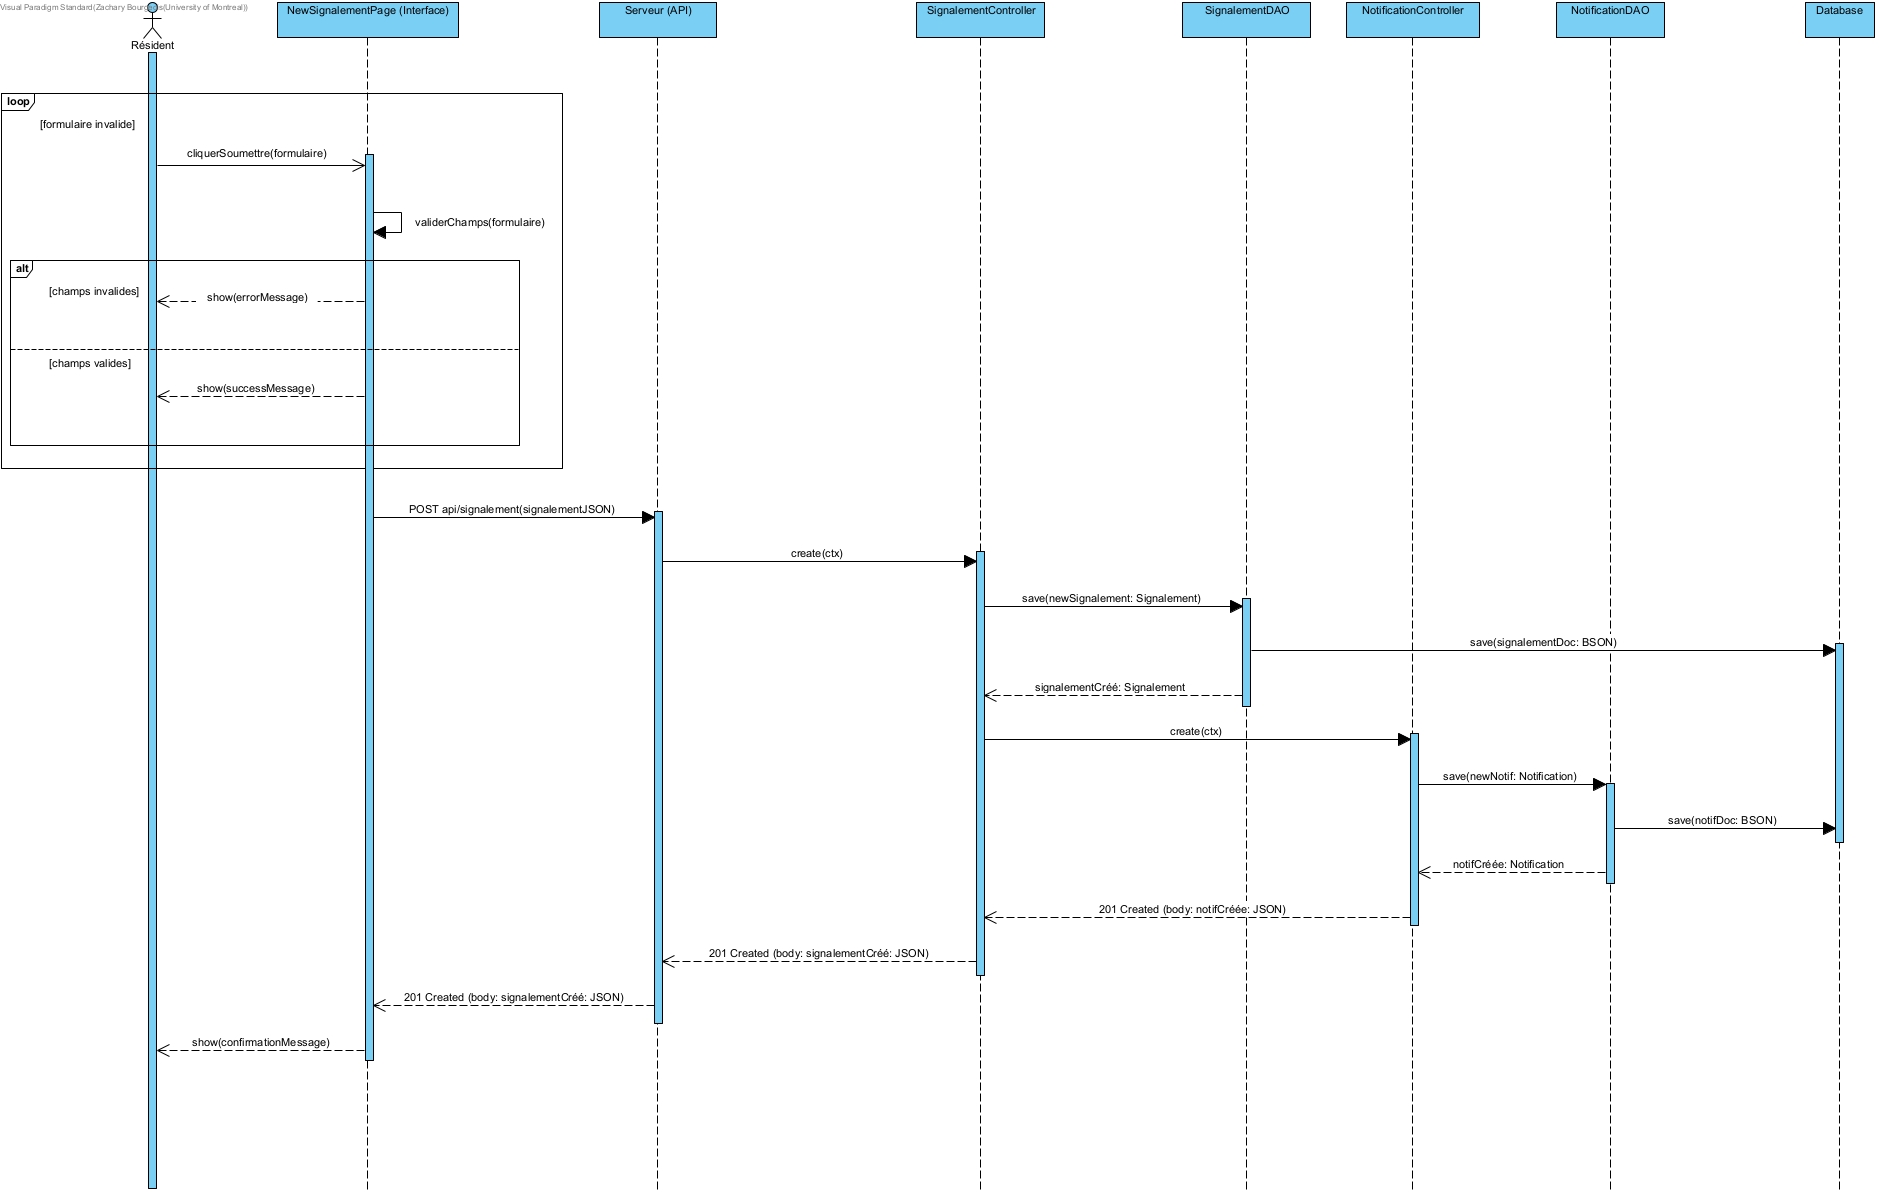 Visual Paradigm Standard(Zachary Bourg s(University of Montreal))
Résident
NewSignalementPage (Interface)
Serveur (API)
SignalementController
SignalementDAO
NotificationController
NotificationDAO
Database
loop
[formulaire invalide]
cliquerSoumettre(formulaire)
validerChamps(formulaire)
alt
[champs invalides]
show(errorMessage)
[champs valides]
show(successMessage)
POST api/signalement(signalementJSON)
create(ctx)
save(newSignalement: Signalement)
save(signalementDoc: BSON)
signalementCréé: Signalement
create(ctx)
save(newNotif: Notification)
save(notifDoc: BSON)
notifCréée: Notification
201 Created (body: notifCréée: JSON)
201 Created (body: signalementCréé: JSON)
201 Created (body: signalementCréé: JSON)
show(confirmationMessage)